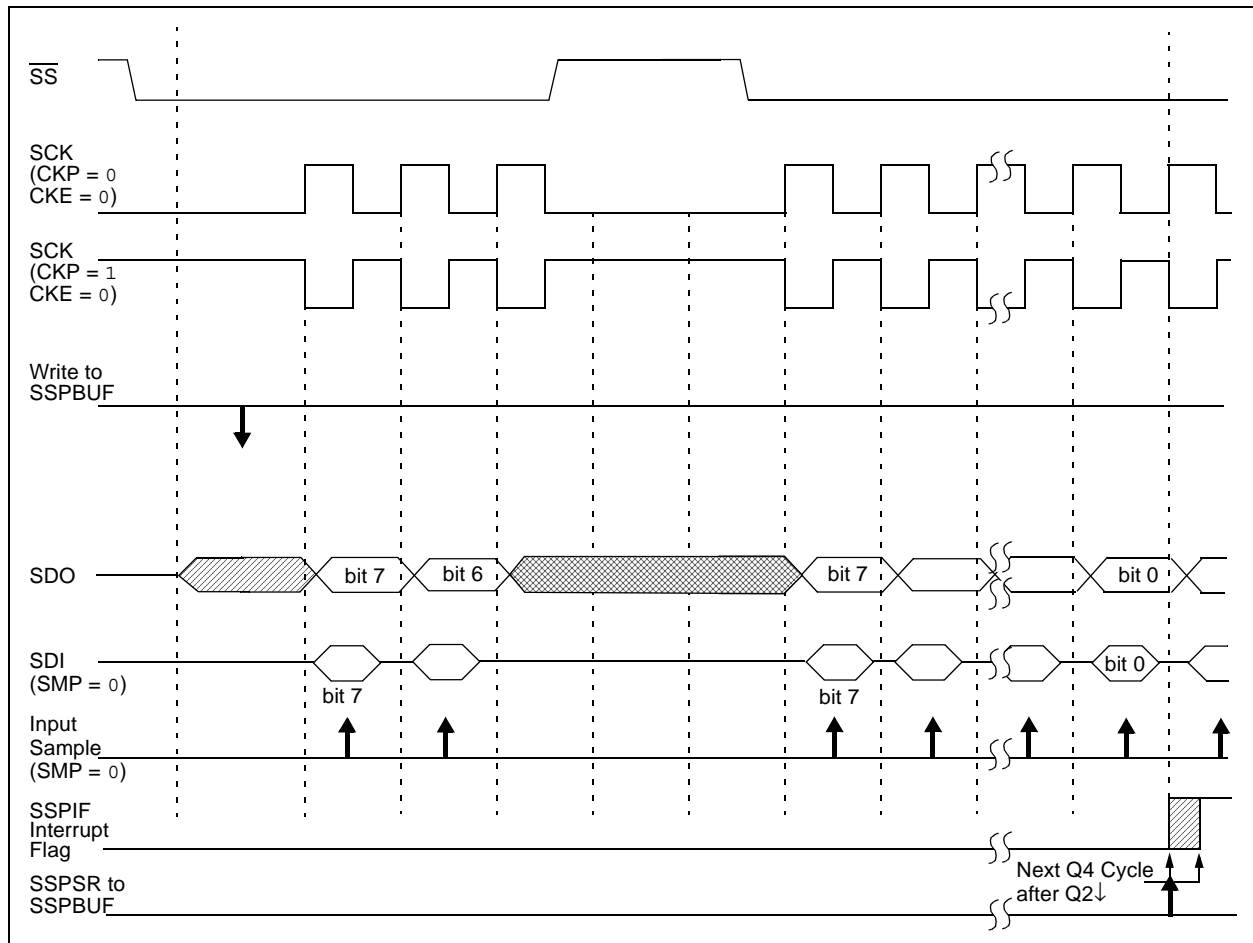 SS
SCK
(CKP = 0
CKE = 0)
SCK
(CKP = 1
CKE = 0)
Write to
SSPBUF
SDO
bit 7
bit 6
bit 7
bit 0
SDI
(SMP = 0)
bit 7
bit 7
bit 0
Input
Sample
(SMP = 0)
SSPIF
Interrupt
Flag
SSPSR to
SSPBUF
Next Q4 Cycle
after Q2↓